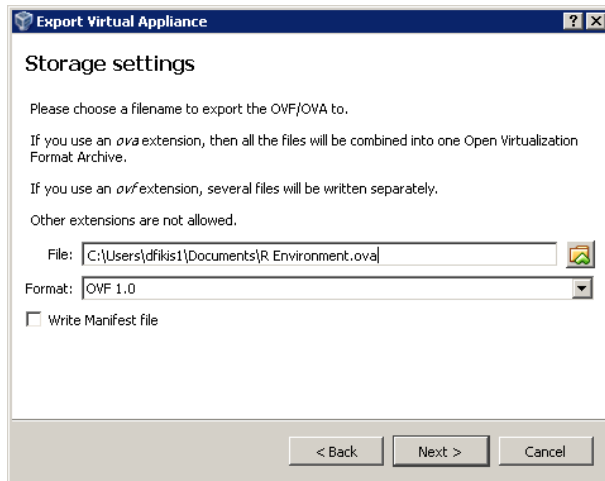 Export Virtual Appliance
Storage settings
Please choose a filename to export the OVF/OVA to.
If you use an ova extension, then all the files will be combined into one Open Virtualization
Format Archive.
If you use an ovf extension, several files will be written separately.
Other extensions are not allowed.
File: C:\Users\dfikis1\Documents\R Environment.ova
Format: OVF 1.0
Write Manifest file
< Back Next > Cancel